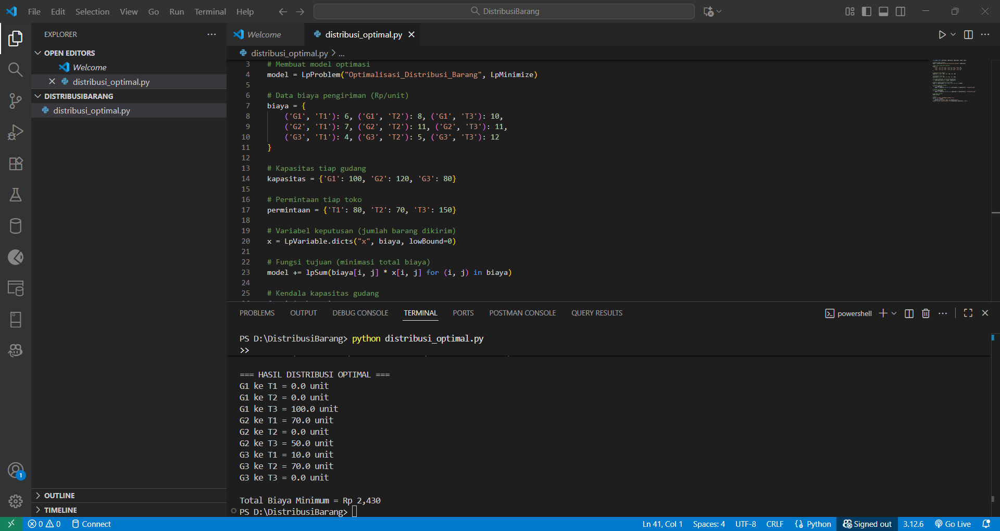 File Edit Selection View Go Run Terminal Help
DistribusiBarang
EXPLORER
OPEN EDITORS
Welcome
distribusi_optimal.py
DISTRIBUSIBARANG
distribusi_optimal.py
OUTLINE
TIMELINE
Welcome
distribusi_optimal.py
distribusi_optimal.py > ...
3 # Membuat model optimasi
4 model = LpProblem("Optimalisasi_Distribusi_Barang", LpMinimize)
5
6 # Data biaya pengiriman (Rp/unit)
7 biaya = {
8 ('G1', 'T1'): 6, ('G1', 'T2'): 8, ('G1', 'T3'): 10,
9 ('G2', 'T1'): 7, ('G2', 'T2'): 11, ('G2', 'T3'): 11,
10 ('G3', 'T1'): 4, ('G3', 'T2'): 5, ('G3', 'T3'): 12
11 }
12
13 # Kapasitas tiap gudang
14 kapasitas = {'G1': 100, 'G2': 120, 'G3': 80}
15
16 # Permintaan tiap toko
17 permintaan = {'T1': 80, 'T2': 70, 'T3': 150}
18
19 # Variabel keputusan (jumlah barang dikirim)
20 x = LpVariable.dicts("x", biaya, lowBound=0)
21
22 # Fungsi tujuan (minimasi total biaya)
23 model += lpSum(biaya[i, j] * x[i, j] for (i, j) in biaya)
24
25 # Kendala kapasitas gudang
PROBLEMS OUTPUT DEBUG CONSOLE TERMINAL PORTS POSTMAN CONSOLE QUERY RESULTS
powershell
PS D:\DistribusiBarang> python distribusi_optimal.py
>>
=== HASIL DISTRIBUSI OPTIMAL ===
G1 ke T1 = 0.0 unit
G1 ke T2 = 0.0 unit
G1 ke T3 = 100.0 unit
G2 ke T1 = 70.0 unit
G2 ke T2 = 0.0 unit
G2 ke T3 = 50.0 unit
G3 ke T1 = 10.0 unit
G3 ke T2 = 70.0 unit
G3 ke T3 = 0.0 unit
Total Biaya Minimum = Rp 2,430
PS D:\DistribusiBarang>
1
0 0 Connect
Ln 41, Col 1 Spaces: 4 UTF-8 CRLF {} Python Signed out 3.12.6 Go Live